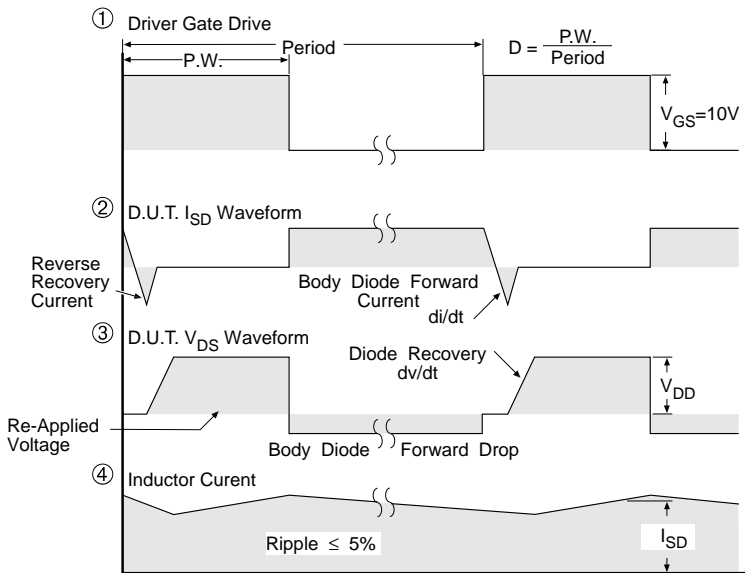 ① Driver Gate Drive
Period
P.W.
D = P.W. / Period
V_GS=10V
② D.U.T. I_SD Waveform
Reverse
Recovery
Current
Body Diode Forward
Current
di/dt
③ D.U.T. V_DS Waveform
Diode Recovery
dv/dt
V_DD
Re-Applied
Voltage
Body Diode Forward Drop
④ Inductor Curent
Ripple ≤ 5%
I_SD